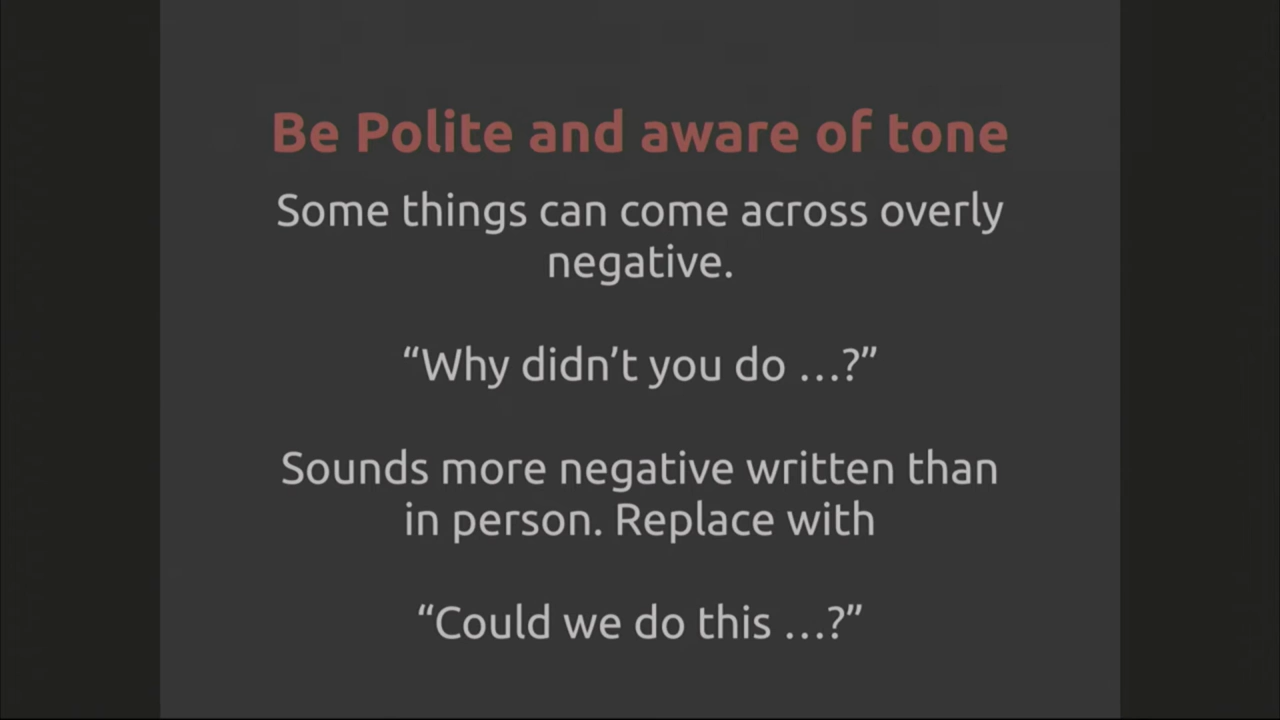 Be Polite and aware of tone
Some things can come across overly
negative.
“Why didn’t you do …?”
Sounds more negative written than
in person. Replace with
“Could we do this …?”